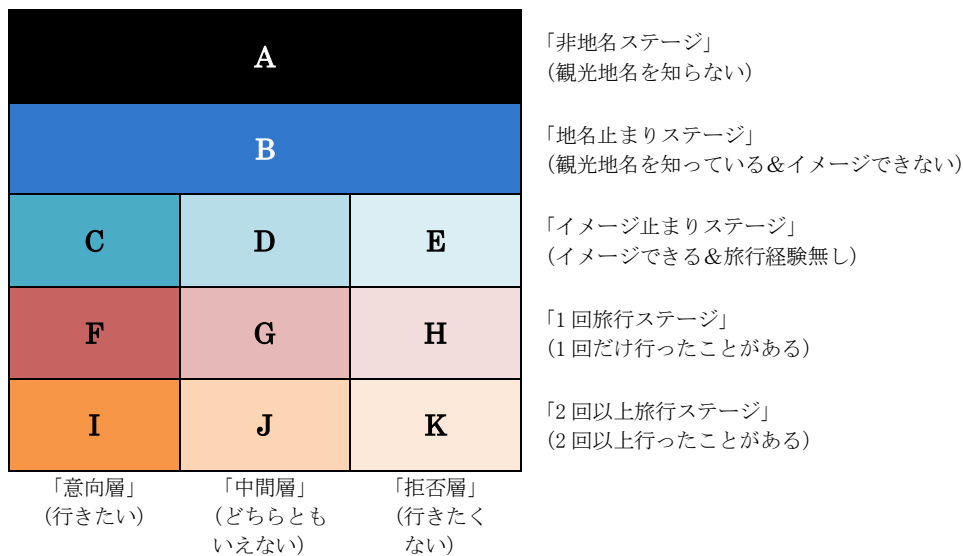 A
「非地名ステージ」
（観光地名を知らない）
B
「地名止まりステージ」
（観光地名を知っている＆イメージできない）
C
D
E
「イメージ止まりステージ」
（イメージできる＆旅行経験無し）
F
G
H
「1 回旅行ステージ」
（1 回だけ行ったことがある）
I
J
K
「2 回以上旅行ステージ」
（2 回以上行ったことがある）
「意向層」
（行きたい）
「中間層」
（どちらとも
いえない）
「拒否層」
（行きたく
ない）